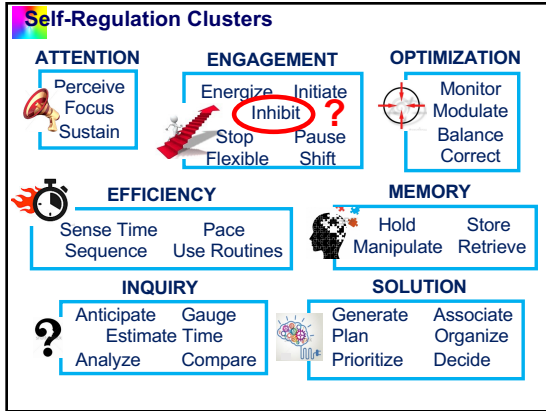 Self-Regulation Clusters
ATTENTION
Perceive
Focus
Sustain
ENGAGEMENT
Energize Initiate
Inhibit ?
Stop Pause
Flexible Shift
OPTIMIZATION
Monitor
Modulate
Balance
Correct
EFFICIENCY
Sense Time Pace
Sequence Use Routines
MEMORY
Hold Store
Manipulate Retrieve
INQUIRY
?
Anticipate Gauge
Estimate Time
Analyze Compare
SOLUTION
Generate Associate
Plan Organize
Prioritize Decide